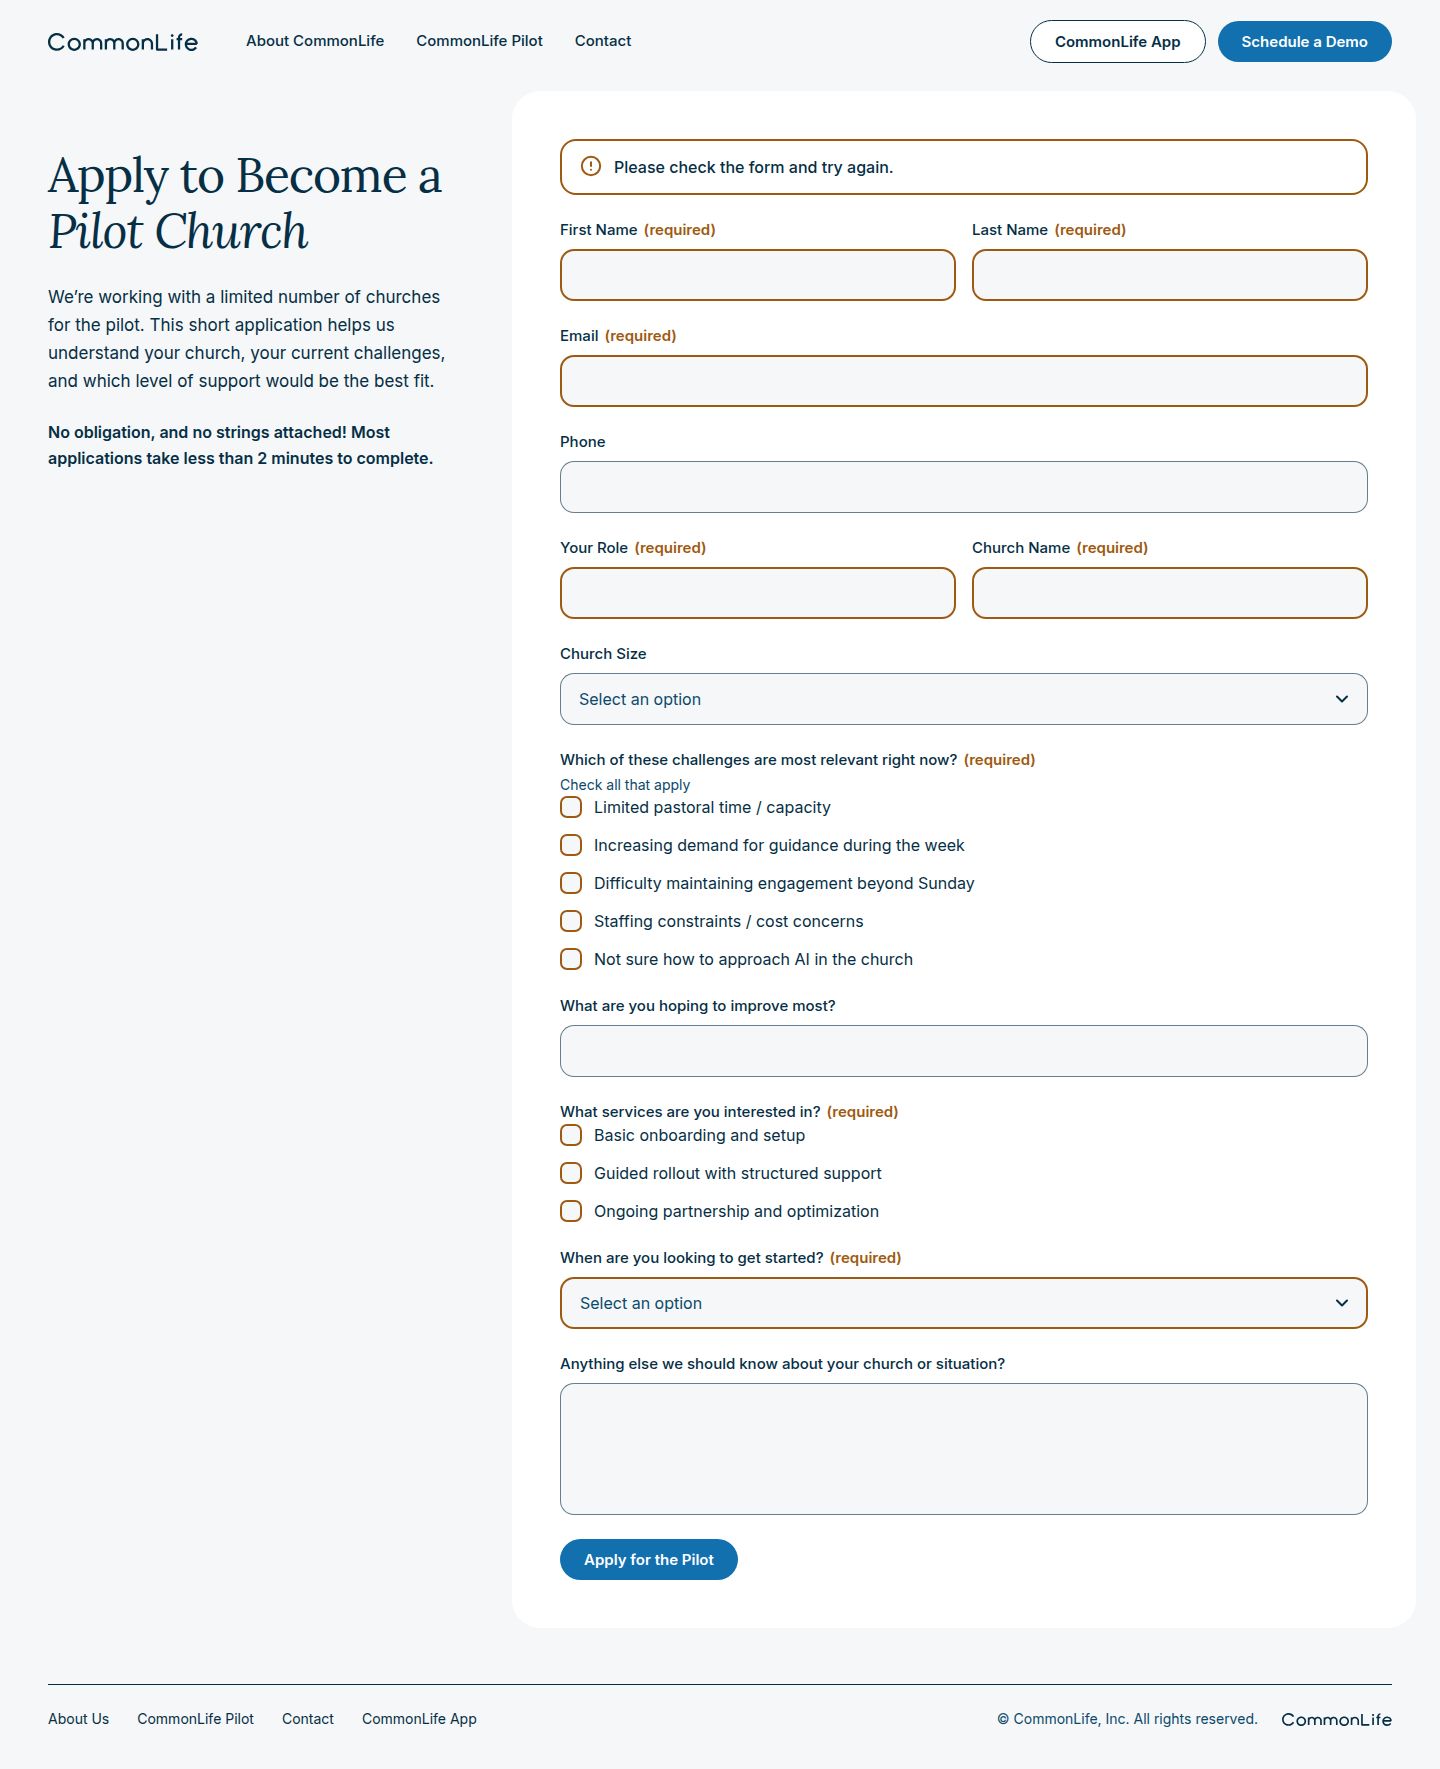 CommonLife
About CommonLife
CommonLife Pilot
Contact
CommonLife App
Schedule a Demo
Apply to Become a
Pilot Church
We’re working with a limited number of churches
for the pilot. This short application helps us
understand your church, your current challenges,
and which level of support would be the best fit.
No obligation, and no strings attached! Most
applications take less than 2 minutes to complete.
Please check the form and try again.
First Name (required)
Last Name (required)
Email (required)
Phone
Your Role (required)
Church Name (required)
Church Size
Select an option
Which of these challenges are most relevant right now? (required)
Check all that apply
Limited pastoral time / capacity
Increasing demand for guidance during the week
Difficulty maintaining engagement beyond Sunday
Staffing constraints / cost concerns
Not sure how to approach AI in the church
What are you hoping to improve most?
What services are you interested in? (required)
Basic onboarding and setup
Guided rollout with structured support
Ongoing partnership and optimization
When are you looking to get started? (required)
Select an option
Anything else we should know about your church or situation?
Apply for the Pilot
About Us
CommonLife Pilot
Contact
CommonLife App
© CommonLife, Inc. All rights reserved.
CommonLife